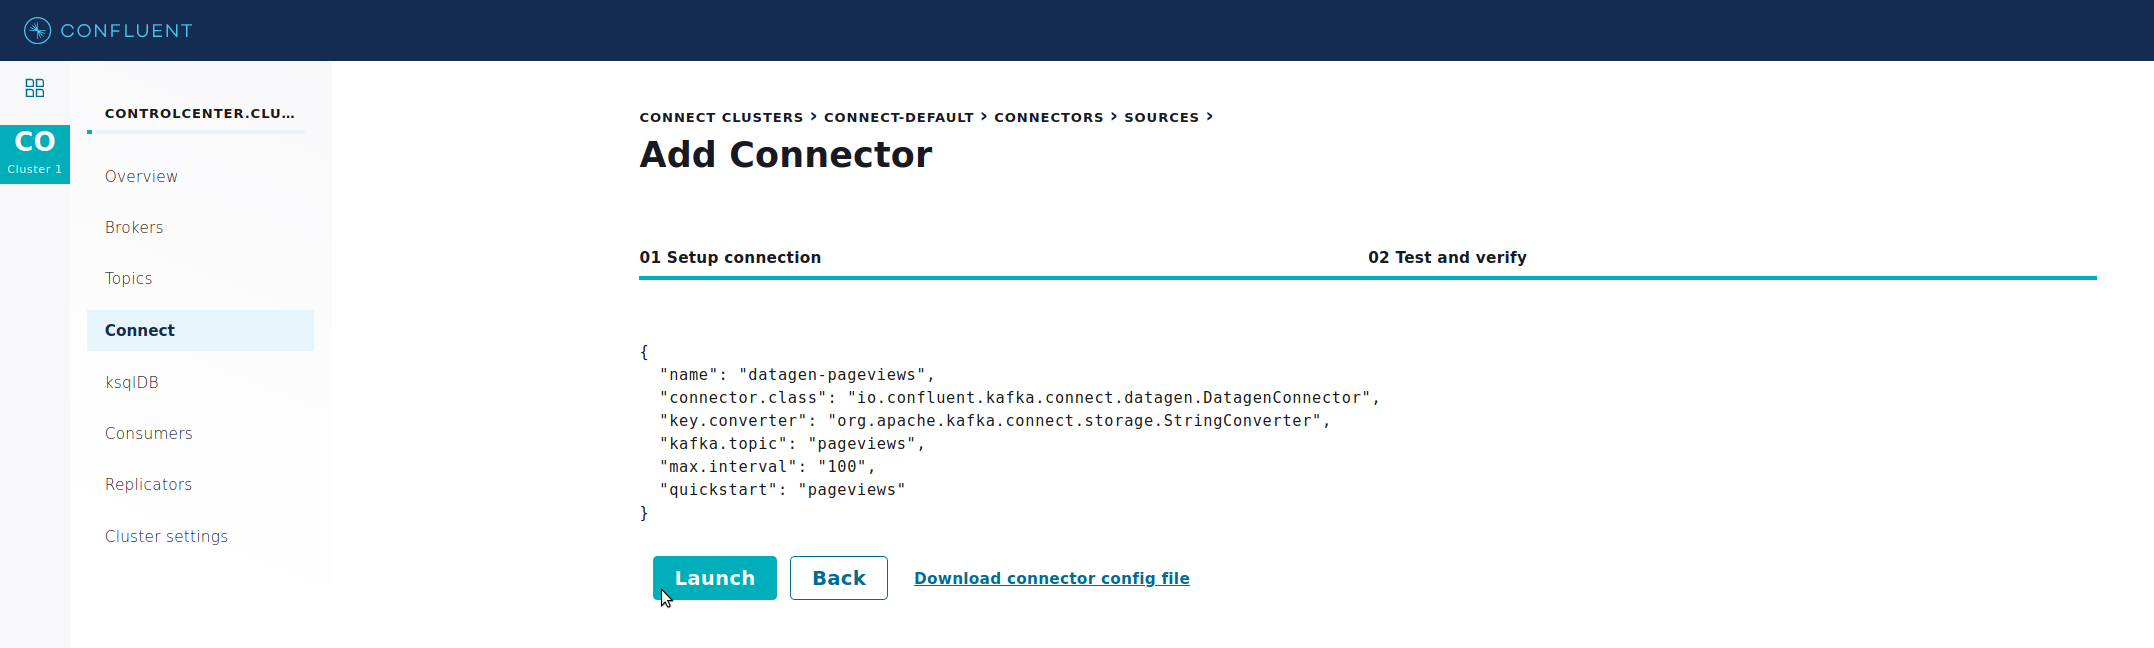 CONFLUENT
CO
Cluster 1
CONTROLCENTER.CLU...
Overview
Brokers
Topics
Connect
ksqlDB
Consumers
Replicators
Cluster settings
CONNECT CLUSTERS › CONNECT-DEFAULT › CONNECTORS › SOURCES ›
Add Connector
01 Setup connection
02 Test and verify
{
  "name": "datagen-pageviews",
  "connector.class": "io.confluent.kafka.connect.datagen.DatagenConnector",
  "key.converter": "org.apache.kafka.connect.storage.StringConverter",
  "kafka.topic": "pageviews",
  "max.interval": "100",
  "quickstart": "pageviews"
}
Launch
Back
Download connector config file